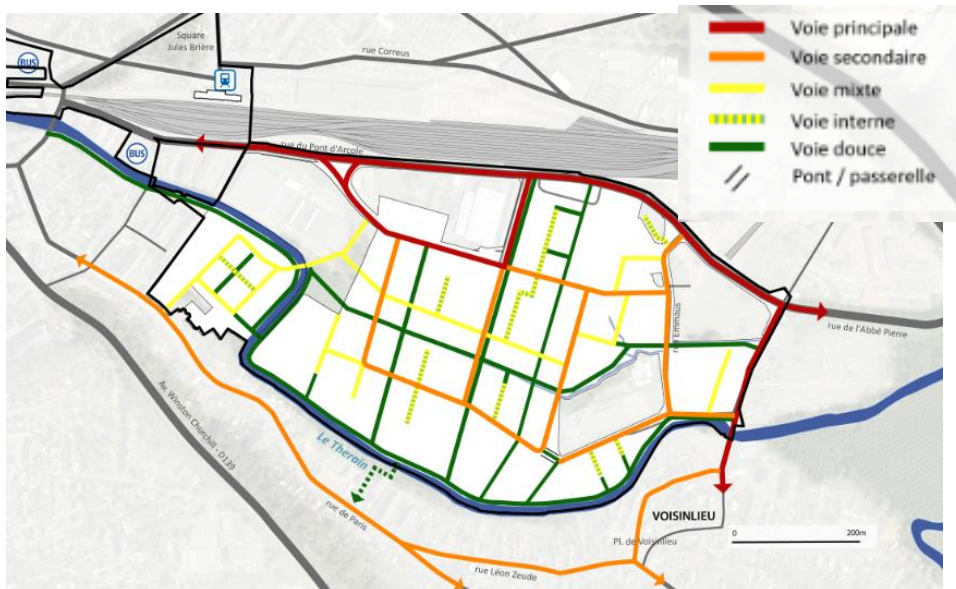 Square
Jules Brière
BUS
rue Correus
Voie principale
Voie secondaire
Voie mixte
Voie interne
Voie douce
Pont / passerelle
BUS
rue du Pont d'Arcole
rue Emmaus
rue de l'Abbé Pierre
Av. Winston Churchill - D139
Le Therain
rue de Paris
VOISINLIEU
0 200m
Pl. de Voisinlieu
rue Léon Zeude